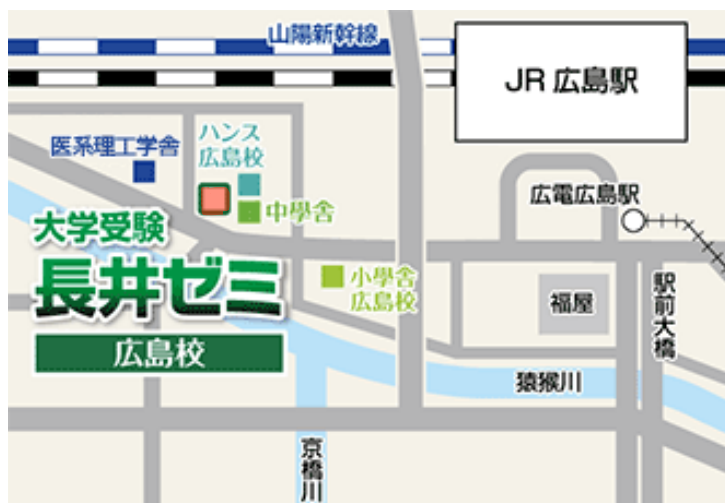 山陽新幹線
JR 広島駅
医系理工学舎
ハンス
広島校
中學舎
広電広島駅
大学受験
長井ゼミ
広島校
小學舎
広島校
福屋
駅前大橋
猿猴川
京橋川